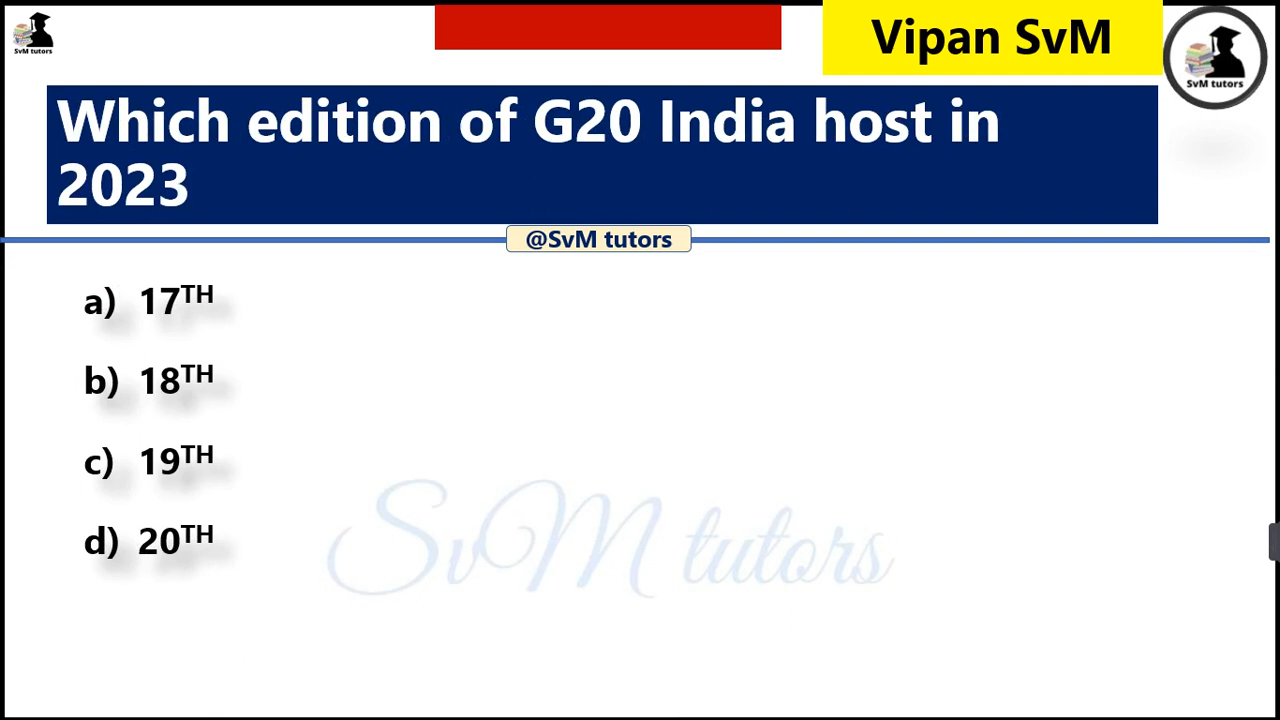 SvM tutors
Vipan SvM
SvM tutors
Which edition of G20 India host in
2023
@SvM tutors
a) 17TH
b) 18TH
c) 19TH
d) 20TH
SvM tutors